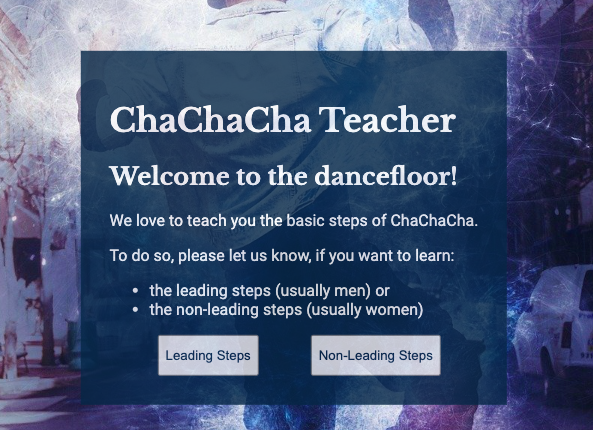 ChaChaCha Teacher
Welcome to the dancefloor!
We love to teach you the basic steps of ChaChaCha.
To do so, please let us know, if you want to learn:
• the leading steps (usually men) or
• the non-leading steps (usually women)
Leading Steps
Non-Leading Steps